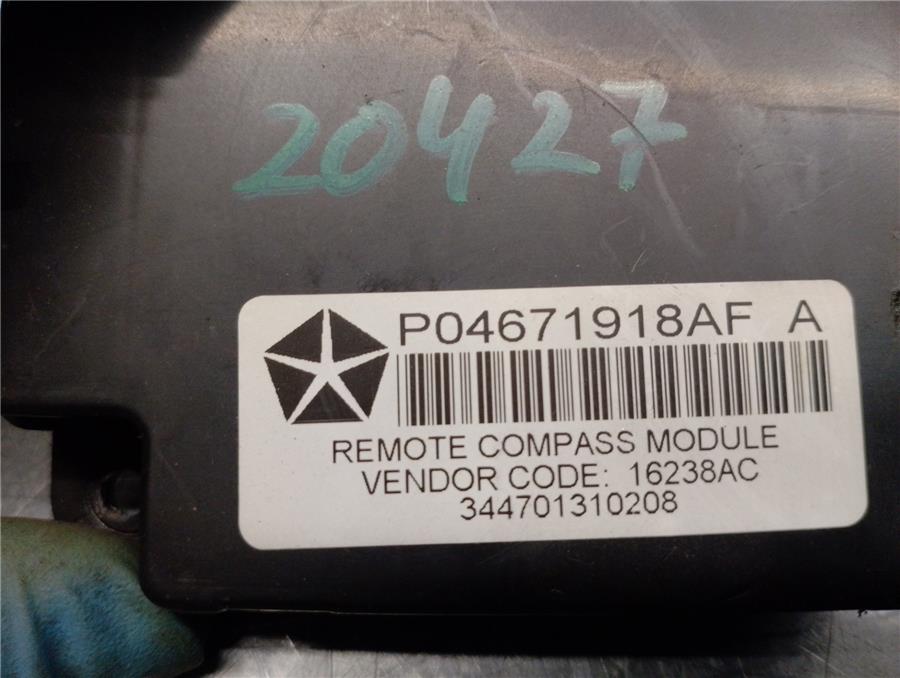 20427
P04671918AF A
REMOTE COMPASS MODULE
VENDOR CODE: 16238AC
344701310208